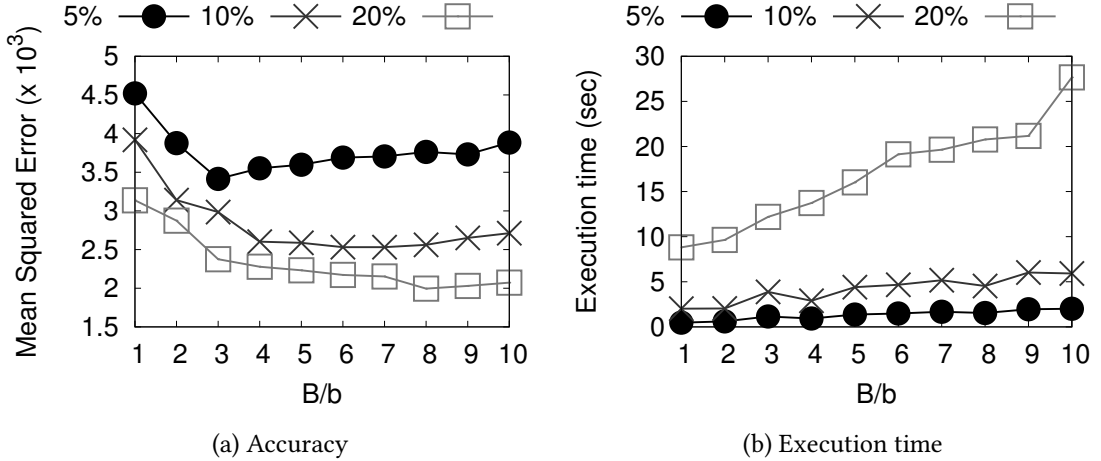 5% 10% 20%
Mean Squared Error (x 10³)
5
4.5
4
3.5
3
2.5
2
1.5
1 2 3 4 5 6 7 8 9 10
B/b
(a) Accuracy
5% 10% 20%
Execution time (sec)
30
25
20
15
10
5
0
1 2 3 4 5 6 7 8 9 10
B/b
(b) Execution time